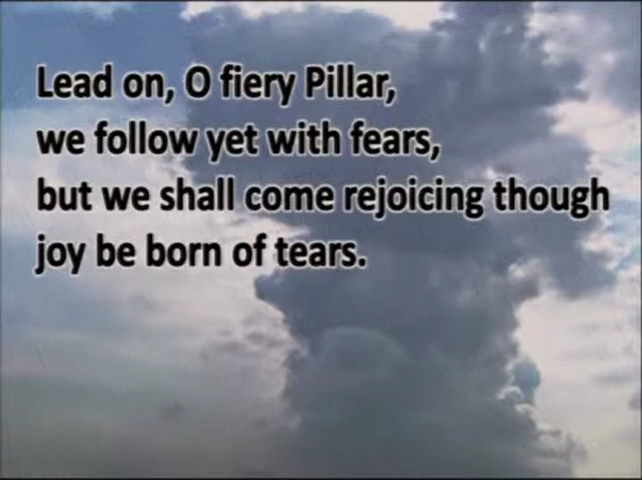 Lead on, O fiery Pillar,
we follow yet with fears,
but we shall come rejoicing though
joy be born of tears.